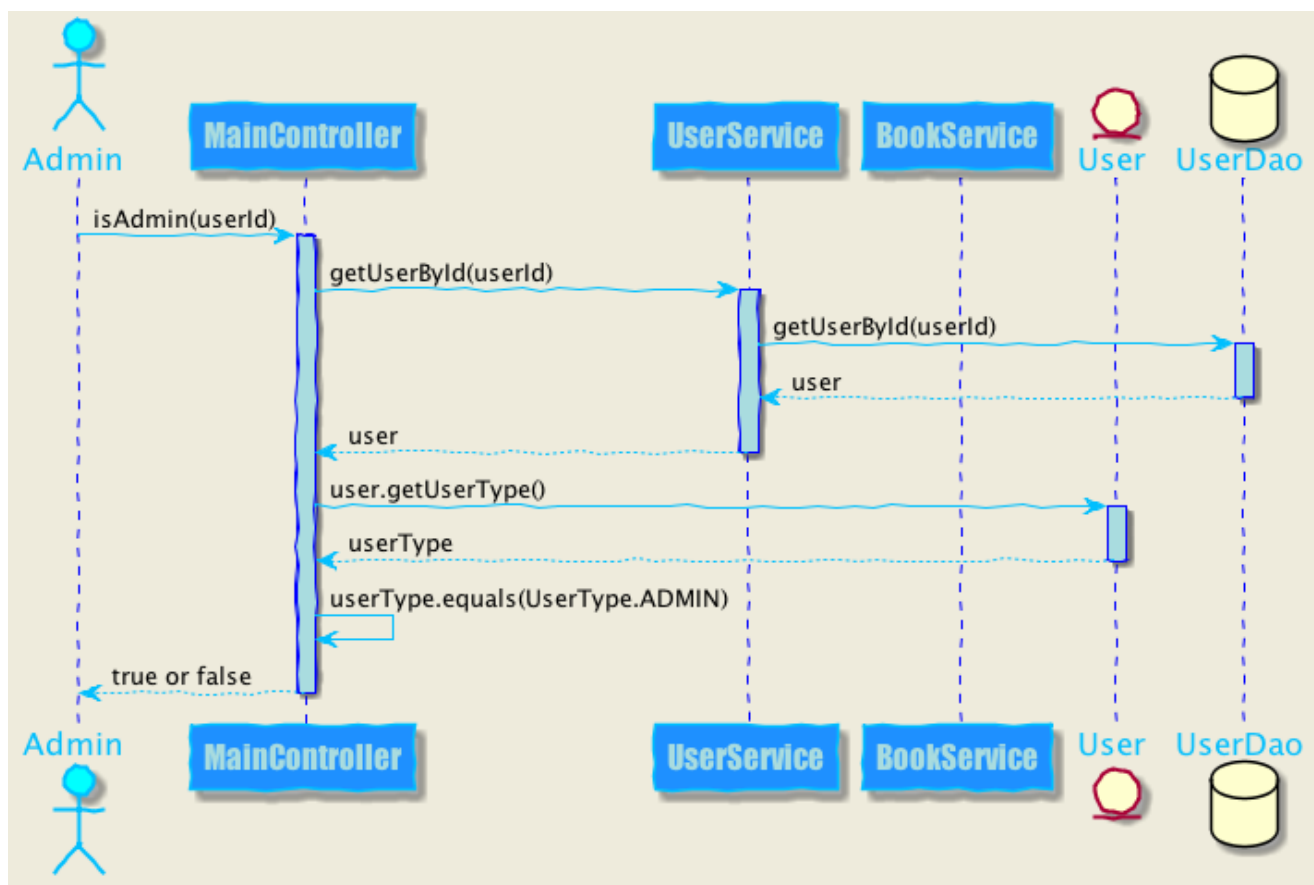 Admin
MainController
UserService
BookService
User
UserDao
isAdmin(userId)
getUserById(userId)
getUserById(userId)
user
user
user.getUserType()
userType
userType.equals(UserType.ADMIN)
true or false
Admin
MainController
UserService
BookService
User
UserDao